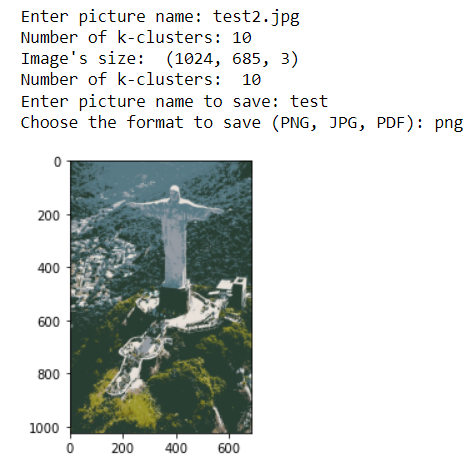 Enter picture name: test2.jpg
Number of k-clusters: 10
Image's size:  (1024, 685, 3)
Number of k-clusters:  10
Enter picture name to save: test
Choose the format to save (PNG, JPG, PDF): png
0
200
400
600
800
1000
0 200 400 600